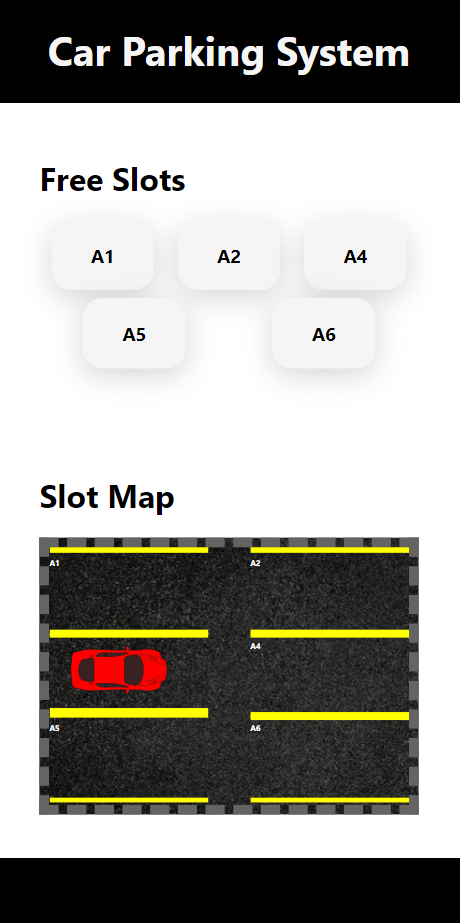 Car Parking System
Free Slots
A1 A2 A4
A5 A6
Slot Map
A1 A2
A4
A5 A6